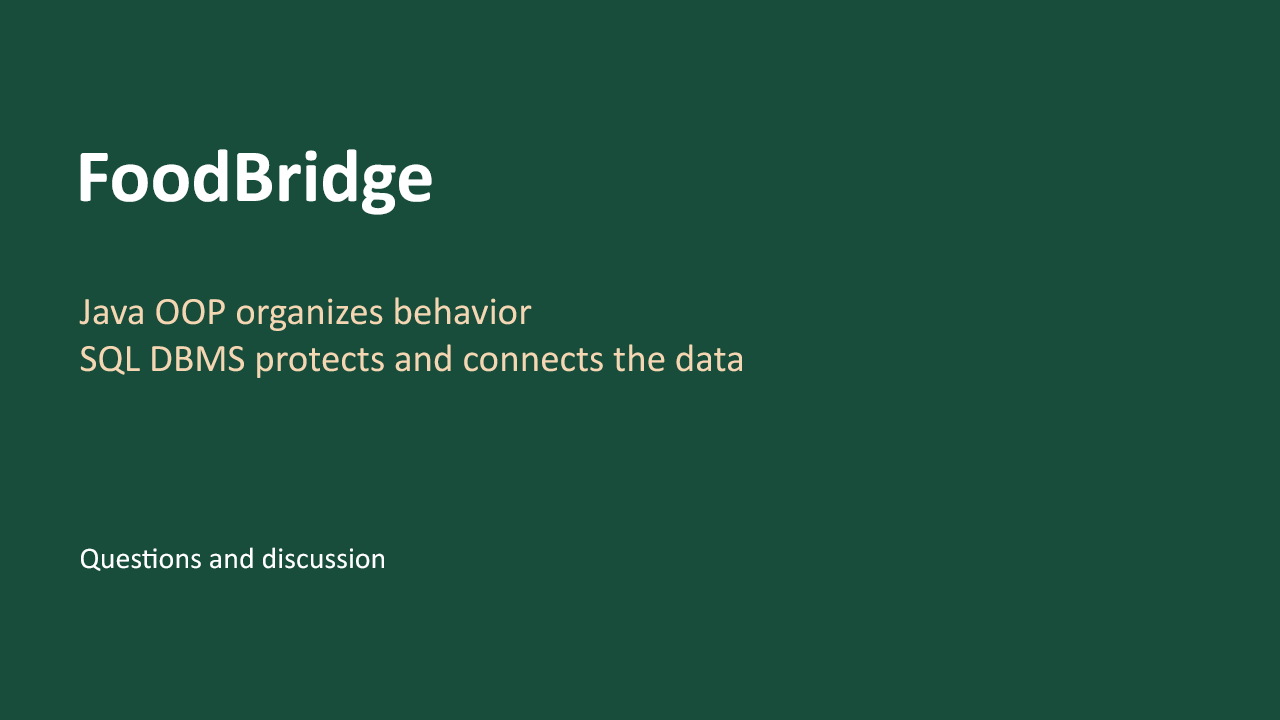 FoodBridge
Java OOP organizes behavior
SQL DBMS protects and connects the data
Questions and discussion